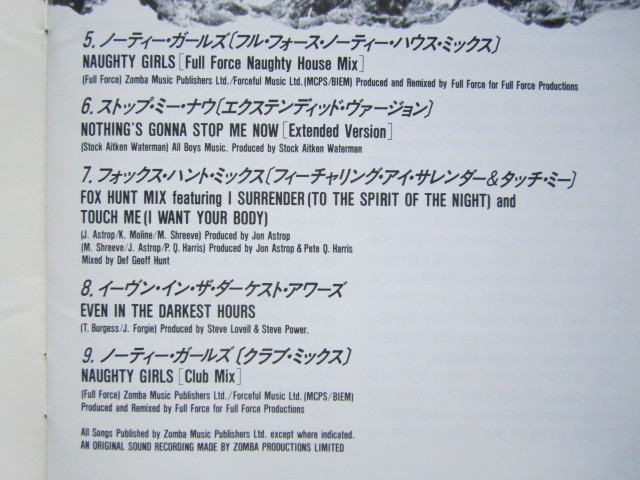 5. ノーティー・ガールズ〔フル・フォース・ノーティー・ハウス・ミックス〕
NAUGHTY GIRLS [Full Force Naughty House Mix]
(Full Force) Zomba Music Publishers Ltd./Forceful Music Ltd. (MCPS/BIEM) Produced and Remixed by Full Force for Full Force Productions
6. ストップ・ミー・ナウ〔エクステンディッド・ヴァージョン〕
NOTHING'S GONNA STOP ME NOW [Extended Version]
(Stock Aitken Waterman) All Boys Music. Produced by Stock Aitken Waterman
7. フォックス・ハント・ミックス〔フィーチャリング・アイ・サレンダー&タッチ・ミー〕
FOX HUNT MIX featuring I SURRENDER (TO THE SPIRIT OF THE NIGHT) and
TOUCH ME (I WANT YOUR BODY)
(J. Astrop/K. Moline/M. Shreeve) Produced by Jon Astrop
(M. Shreeve/J. Astrop/P. Q. Harris) Produced by Jon Astrop & Pete Q. Harris
Mixed by Def Geoff Hunt
8. イーヴン・イン・ザ・ダーケスト・アワーズ
EVEN IN THE DARKEST HOURS
(T. Burgess/J. Forgie) Produced by Steve Lovell & Steve Power.
9. ノーティー・ガールズ〔クラブ・ミックス〕
NAUGHTY GIRLS [Club Mix]
(Full Force) Zomba Music Publishers Ltd./Forceful Music Ltd. (MCPS/BIEM)
Produced and Remixed by Full Force for Full Force Productions
All Songs Published by Zomba Music Publishers Ltd. except where indicated.
AN ORIGINAL SOUND RECORDING MADE BY ZOMBA PRODUCTIONS LIMITED